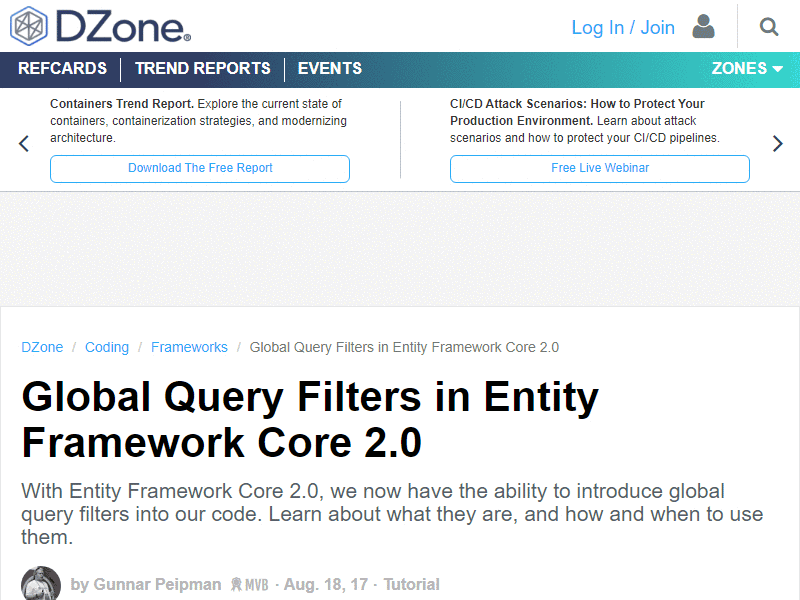 DZone.
Log In / Join
REFCARDS
TREND REPORTS
EVENTS
ZONES
Containers Trend Report. Explore the current state of
containers, containerization strategies, and modernizing
architecture.
Download The Free Report
CI/CD Attack Scenarios: How to Protect Your
Production Environment. Learn about attack
scenarios and how to protect your CI/CD pipelines.
Free Live Webinar
DZone / Coding / Frameworks / Global Query Filters in Entity Framework Core 2.0
Global Query Filters in Entity
Framework Core 2.0
With Entity Framework Core 2.0, we now have the ability to introduce global
query filters into our code. Learn about what they are, and how and when to use
them.
by Gunnar Peipman MVB · Aug. 18, 17 · Tutorial